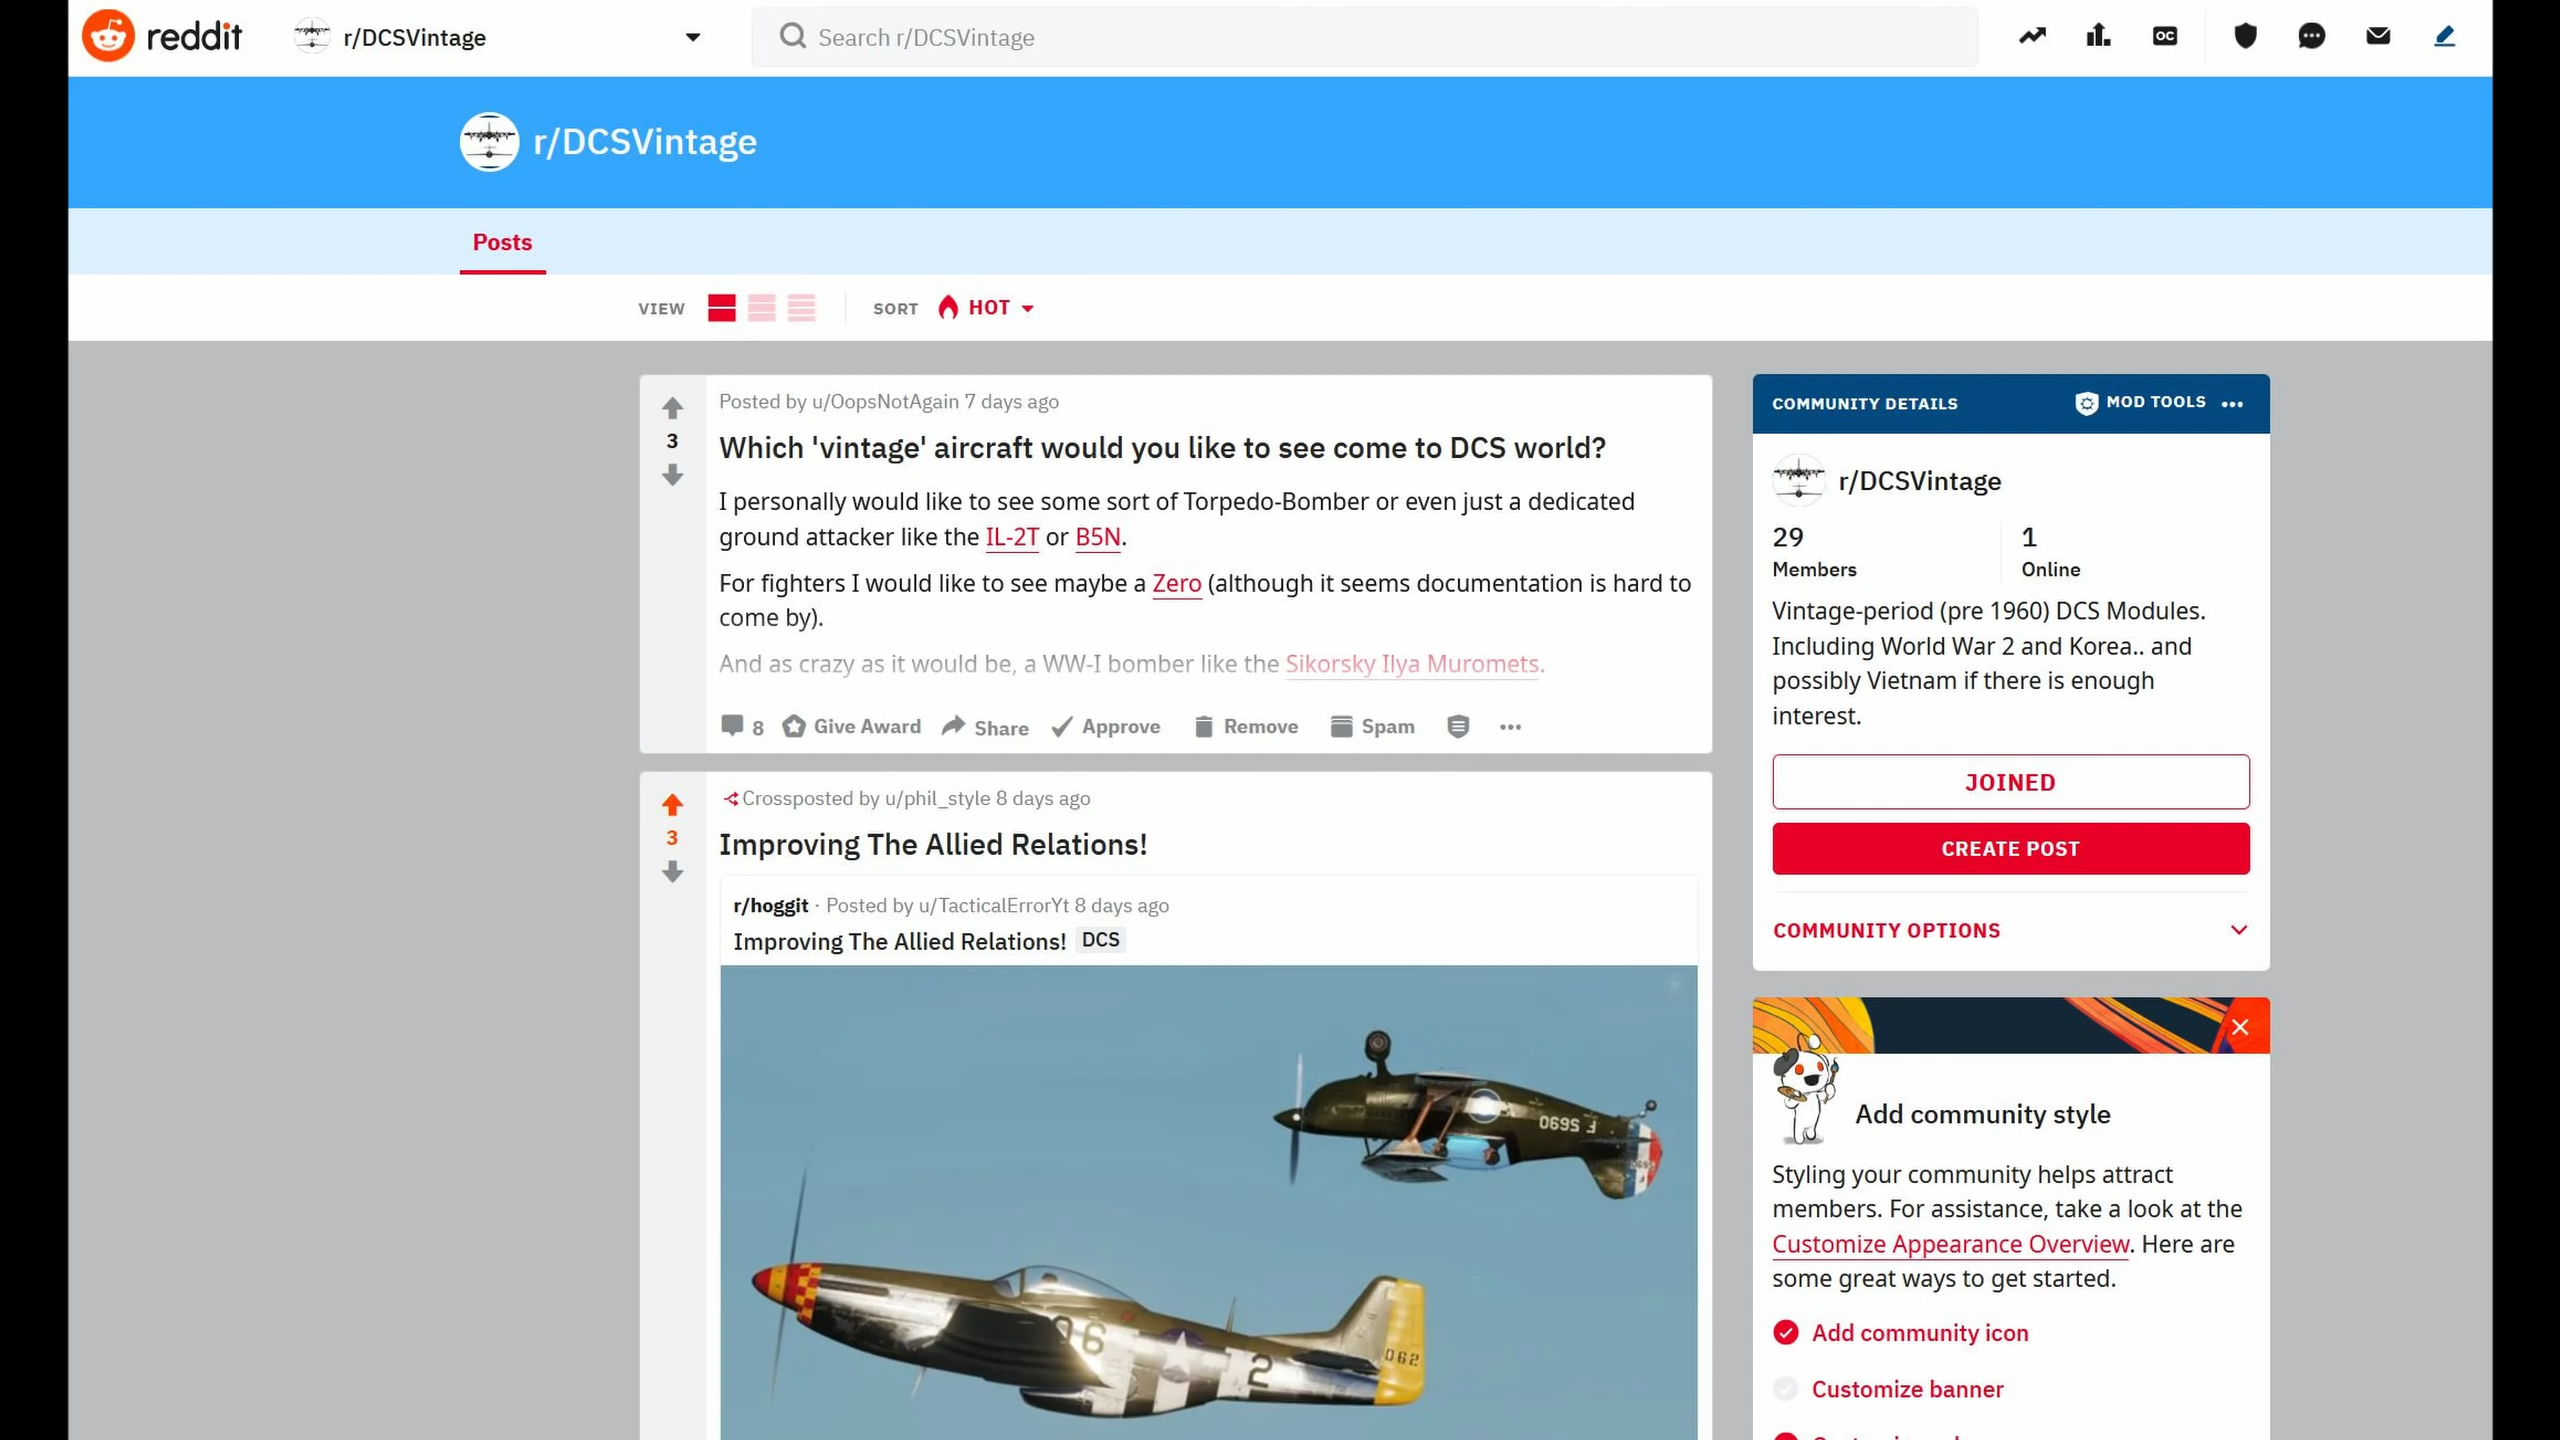 reddit
r/DCSVintage
Search r/DCSVintage
OC
r/DCSVintage
Posts
VIEW
SORT
HOT
Posted by u/OopsNotAgain 7 days ago
3
Which 'vintage' aircraft would you like to see come to DCS world?
I personally would like to see some sort of Torpedo-Bomber or even just a dedicated
ground attacker like the IL-2T or B5N.
For fighters I would like to see maybe a Zero (although it seems documentation is hard to
come by).
And as crazy as it would be, a WW-I bomber like the Sikorsky Ilya Muromets.
8
Give Award
Share
Approve
Remove
Spam
Crossposted by u/phil_style 8 days ago
3
Improving The Allied Relations!
r/hoggit · Posted by u/TacticalErrorYt 8 days ago
Improving The Allied Relations! DCS
062
2
COMMUNITY DETAILS
MOD TOOLS
r/DCSVintage
29
Members
1
Online
Vintage-period (pre 1960) DCS Modules.
Including World War 2 and Korea.. and
possibly Vietnam if there is enough
interest.
JOINED
CREATE POST
COMMUNITY OPTIONS
Add community style
Styling your community helps attract
members. For assistance, take a look at the
Customize Appearance Overview. Here are
some great ways to get started.
Add community icon
Customize banner